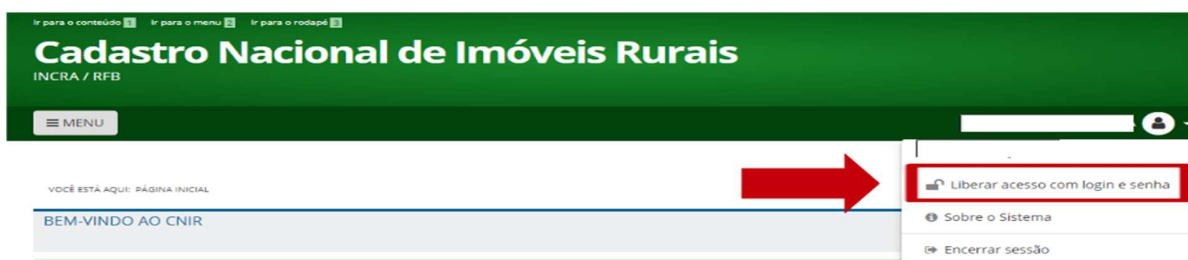 Ir para o conteúdo 1 Ir para o menu 2 Ir para o rodapé 3
Cadastro Nacional de Imóveis Rurais
INCRA / RFB
MENU
Liberar acesso com login e senha
VOCÊ ESTÁ AQUI: PÁGINA INICIAL
Sobre o Sistema
BEM-VINDO AO CNIR
Encerrar sessão